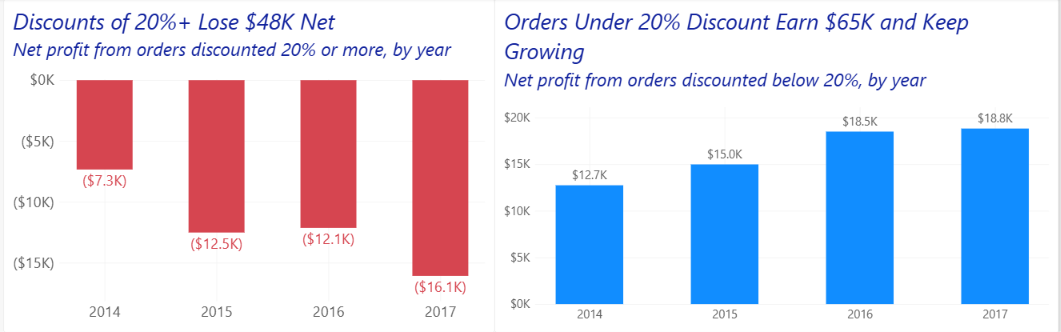 Discounts of 20%+ Lose $48K Net
Net profit from orders discounted 20% or more, by year
$0K
($5K)
($10K)
($15K)
($7.3K)
($12.5K)
($12.1K)
($16.1K)
2014 2015 2016 2017
Orders Under 20% Discount Earn $65K and Keep
Growing
Net profit from orders discounted below 20%, by year
$20K
$15K
$10K
$5K
$0K
$12.7K
$15.0K
$18.5K
$18.8K
2014 2015 2016 2017